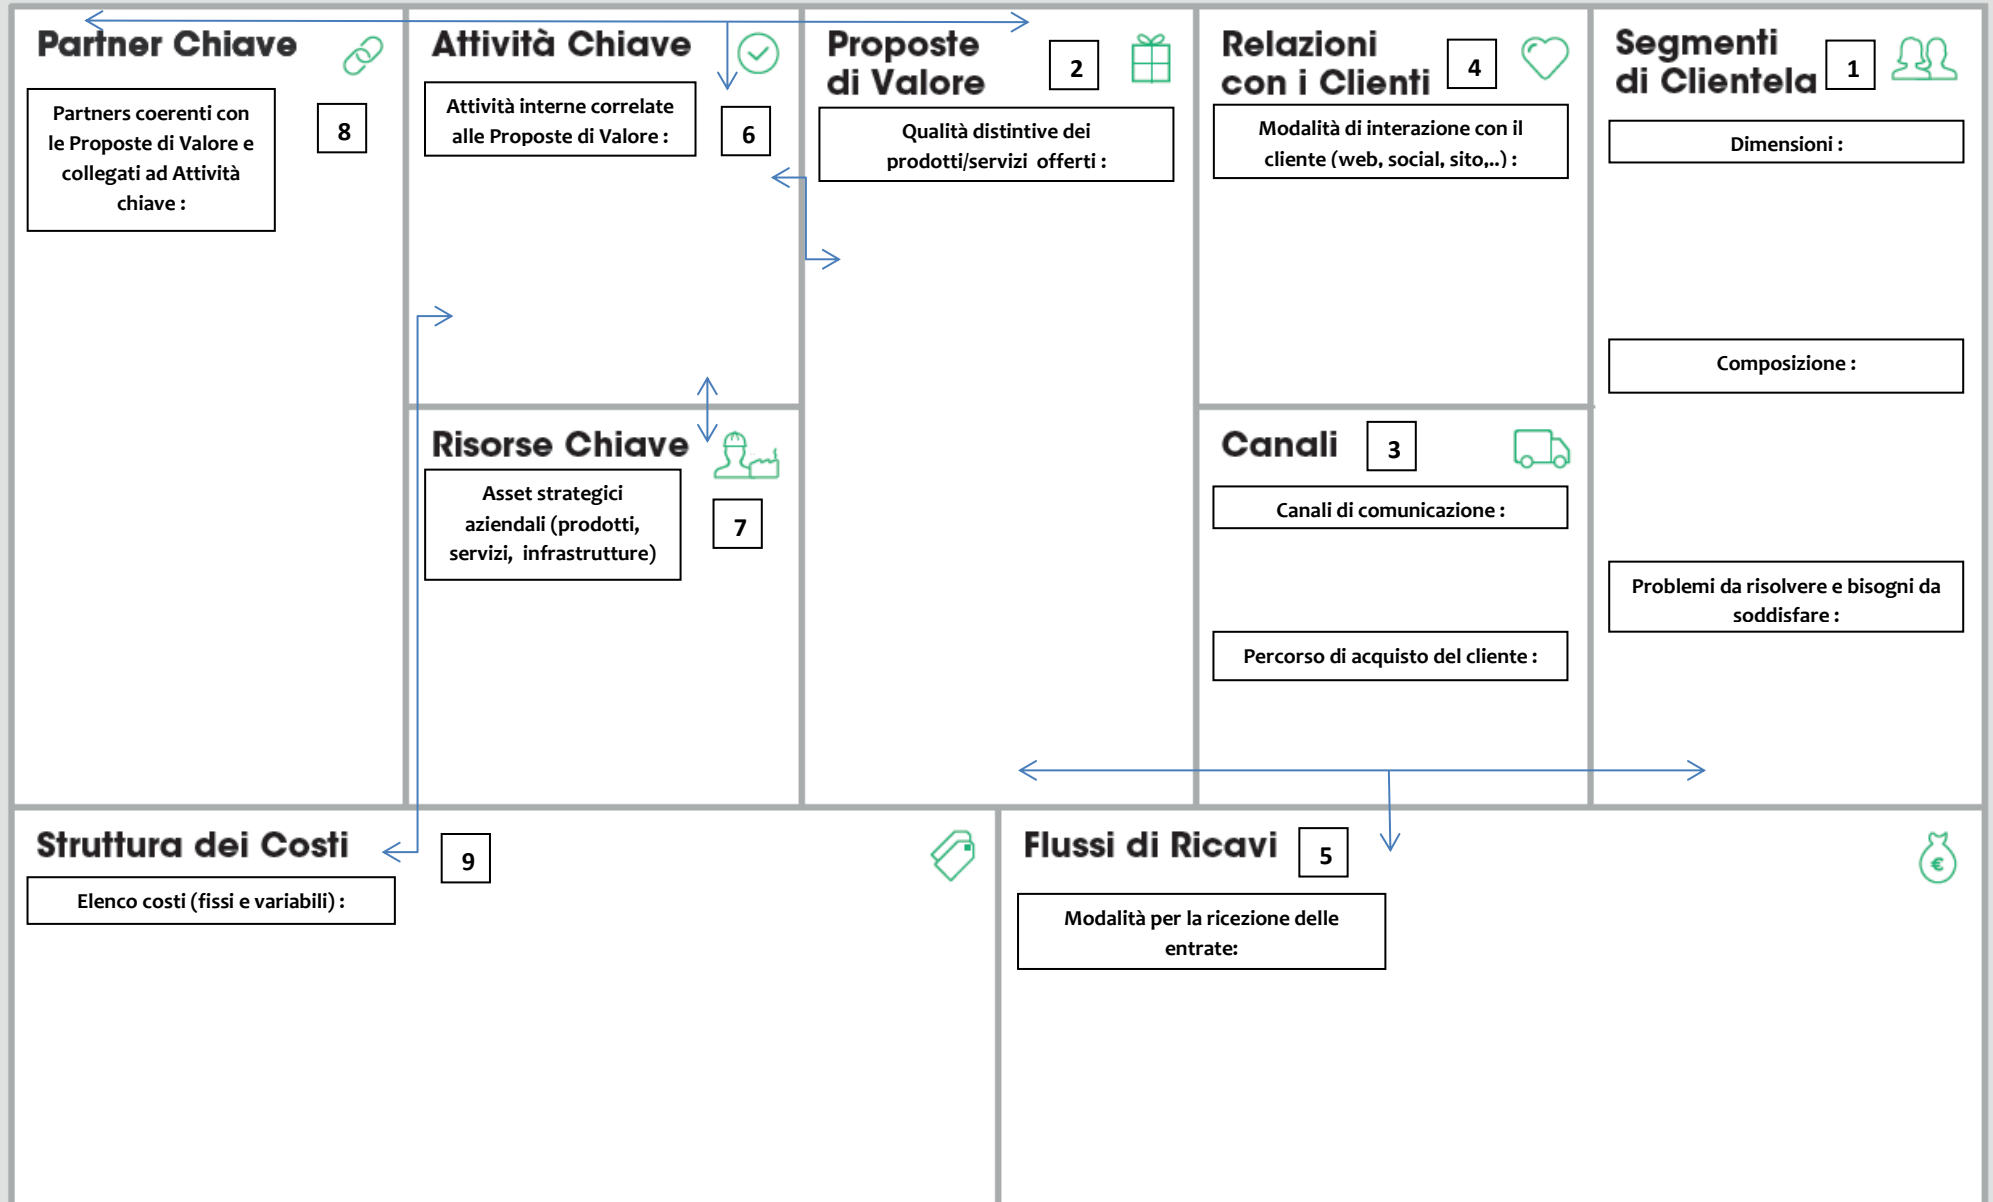 Partner Chiave
Partners coerenti con
le Proposte di Valore e
collegati ad Attività
chiave :
8
Attività Chiave
Attività interne correlate
alle Proposte di Valore :
6
Risorse Chiave
Asset strategici
aziendali (prodotti,
servizi, infrastrutture)
7
Proposte
di Valore
2
Qualità distintive dei
prodotti/servizi offerti :
Relazioni
con i Clienti
4
Modalità di interazione con il
cliente (web, social, sito,..) :
Canali
3
Canali di comunicazione :
Percorso di acquisto del cliente :
Segmenti
di Clientela
1
Dimensioni :
Composizione :
Problemi da risolvere e bisogni da
soddisfare :
Struttura dei Costi
9
Elenco costi (fissi e variabili) :
Flussi di Ricavi
5
€
Modalità per la ricezione delle
entrate: